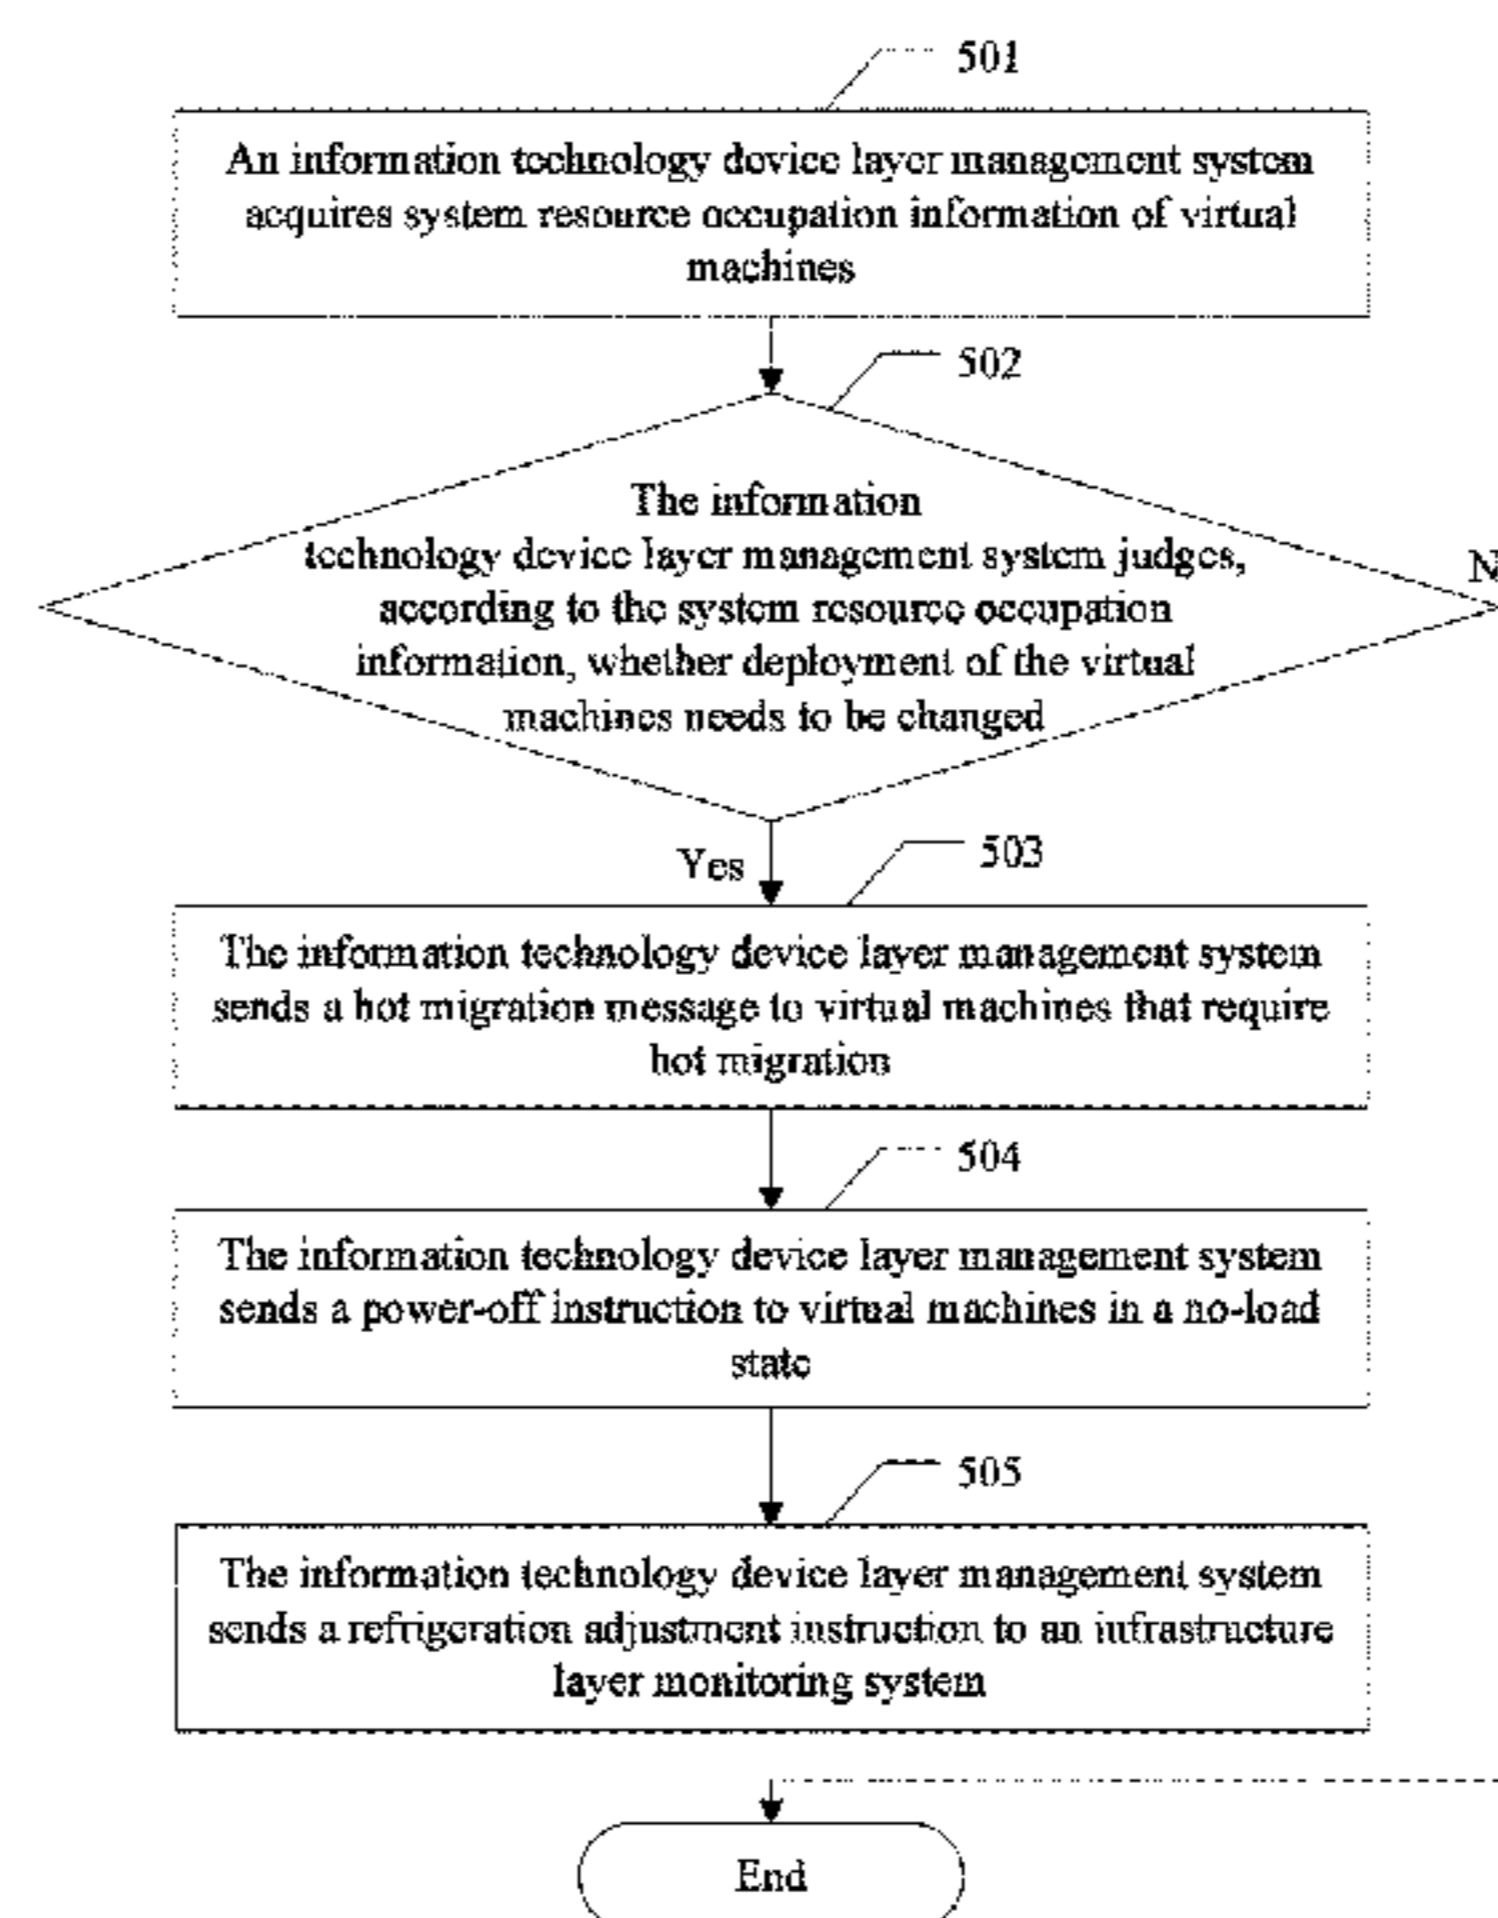 501
An information technology device layer management system
acquires system resource occupation information of virtual
machines
502
The information
technology device layer management system judges,
according to the system resource occupation
information, whether deployment of the virtual
machines needs to be changed
N
Yes
503
The information technology device layer management system
sends a hot migration message to virtual machines that require
hot migration
504
The information technology device layer management system
sends a power-off instruction to virtual machines in a no-load
state
505
The information technology device layer management system
sends a refrigeration adjustment instruction to an infrastructure
layer monitoring system
End